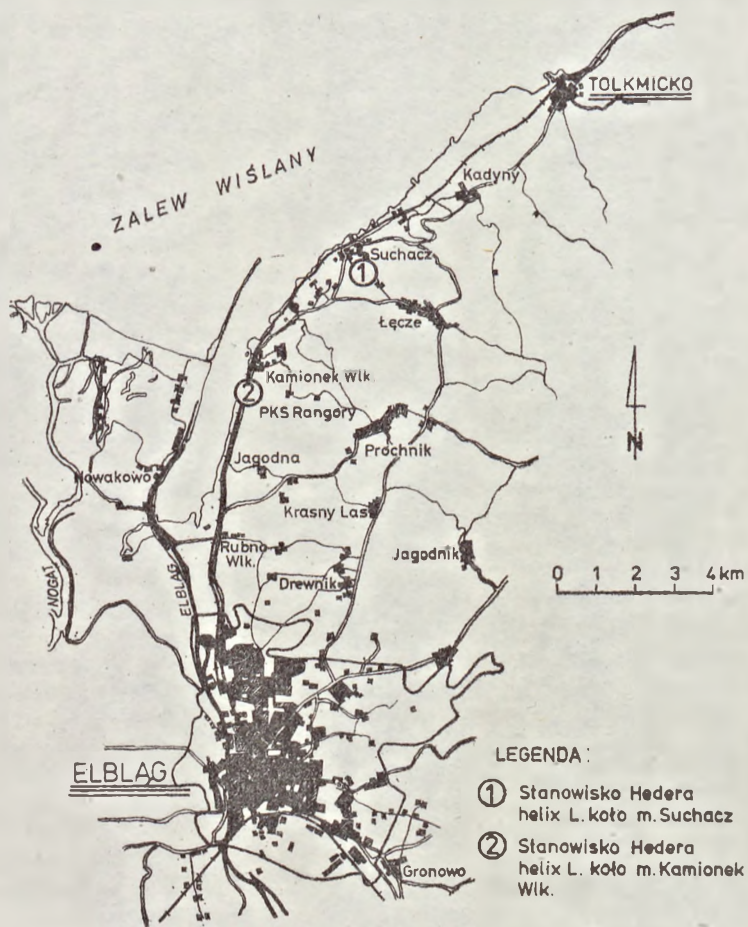 TOLKMICKO
ZALEW WIŚLANY
Kadyny
Suchacz
1
Łęcze
Kamionek Wlk.
2
PKS Rangóry
Próchnik
N
Jagodna
Nowakowo
Krasny Las
Rubno
Wlk.
Jagodnik
Drewnik
NOGAT
ELBLĄG
0 1 2 3 4 km
ELBLĄG
LEGENDA:
1 Stanowisko Hedera
helix L. koło m. Suchacz
2 Stanowisko Hedera
helix L. koło m. Kamionek
Wlk.
Gronowo